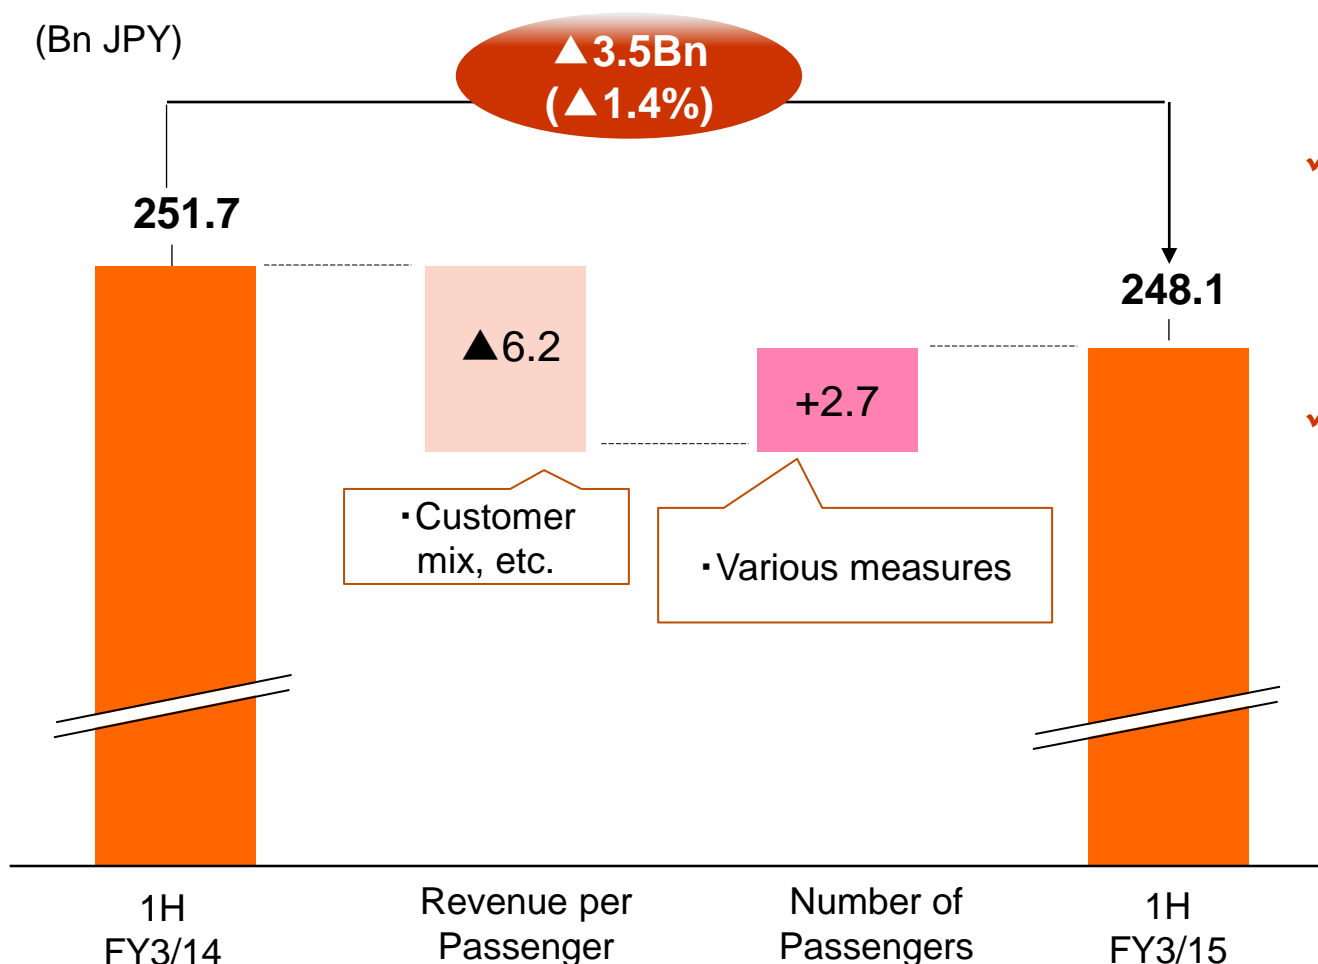 (Bn JPY)
▲3.5Bn
(▲1.4%)
251.7
248.1
▲6.2
+2.7
・Customer
mix, etc.
・Various measures
1H
FY3/14
Revenue per
Passenger
Number of
Passengers
1H
FY3/15